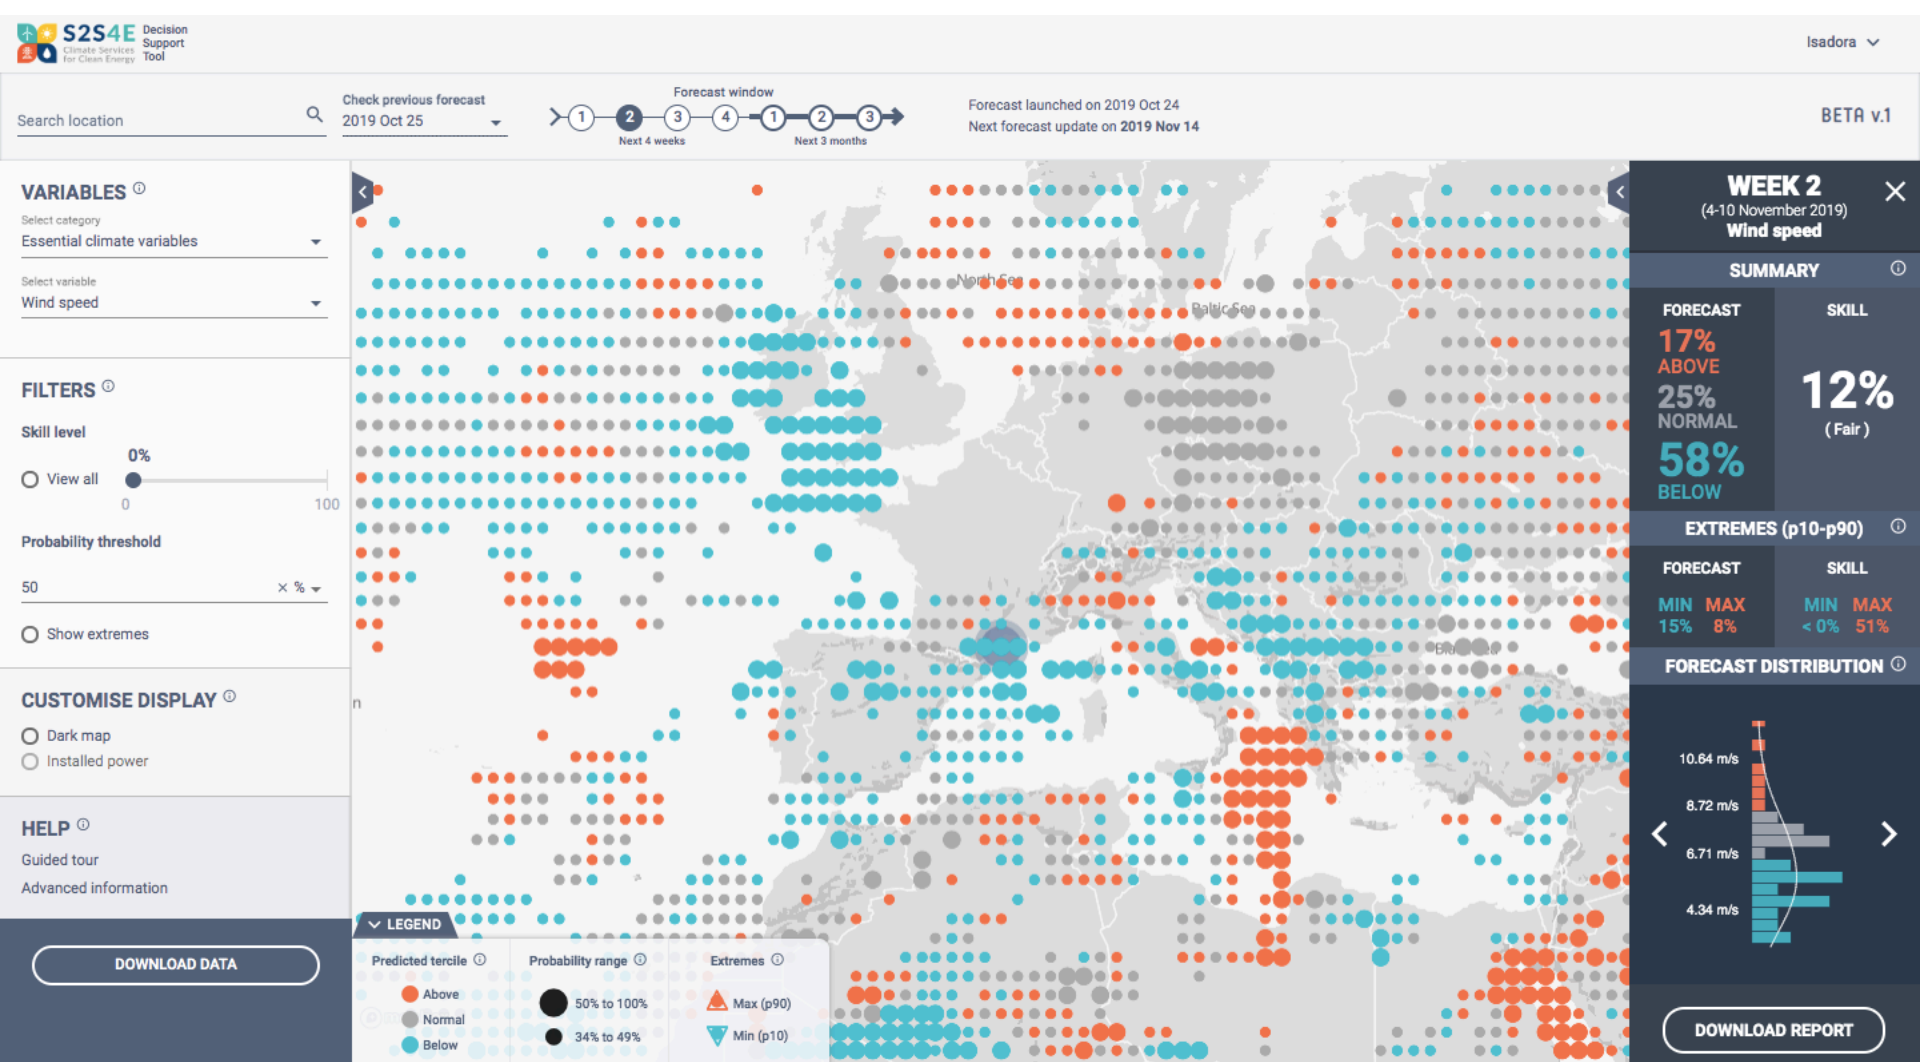 S2S4E
Climate Services
for Clean Energy
Decision
Support
Tool
Isadora
Search location
Check previous forecast
2019 Oct 25
Forecast window
1 2 3 4 1 2 3
Next 4 weeks
Next 3 months
Forecast launched on 2019 Oct 24
Next forecast update on 2019 Nov 14
BETA v.1
VARIABLES
Select category
Essential climate variables
Select variable
Wind speed
FILTERS
Skill level
0%
View all
0 100
Probability threshold
50 × %
Show extremes
CUSTOMISE DISPLAY
Dark map
Installed power
HELP
Guided tour
Advanced information
DOWNLOAD DATA
North Sea
Baltic Sea
n
LEGEND
Predicted tercile
Above
Normal
Below
Probability range
50% to 100%
34% to 49%
Extremes
Max (p90)
Min (p10)
WEEK 2
(4-10 November 2019)
Wind speed
SUMMARY
FORECAST
17%
ABOVE
25%
NORMAL
58%
BELOW
SKILL
12%
( Fair )
EXTREMES (p10-p90)
FORECAST SKILL
MIN MAX MIN MAX
15% 8% < 0% 51%
FORECAST DISTRIBUTION
10.64 m/s
8.72 m/s
6.71 m/s
4.34 m/s
DOWNLOAD REPORT